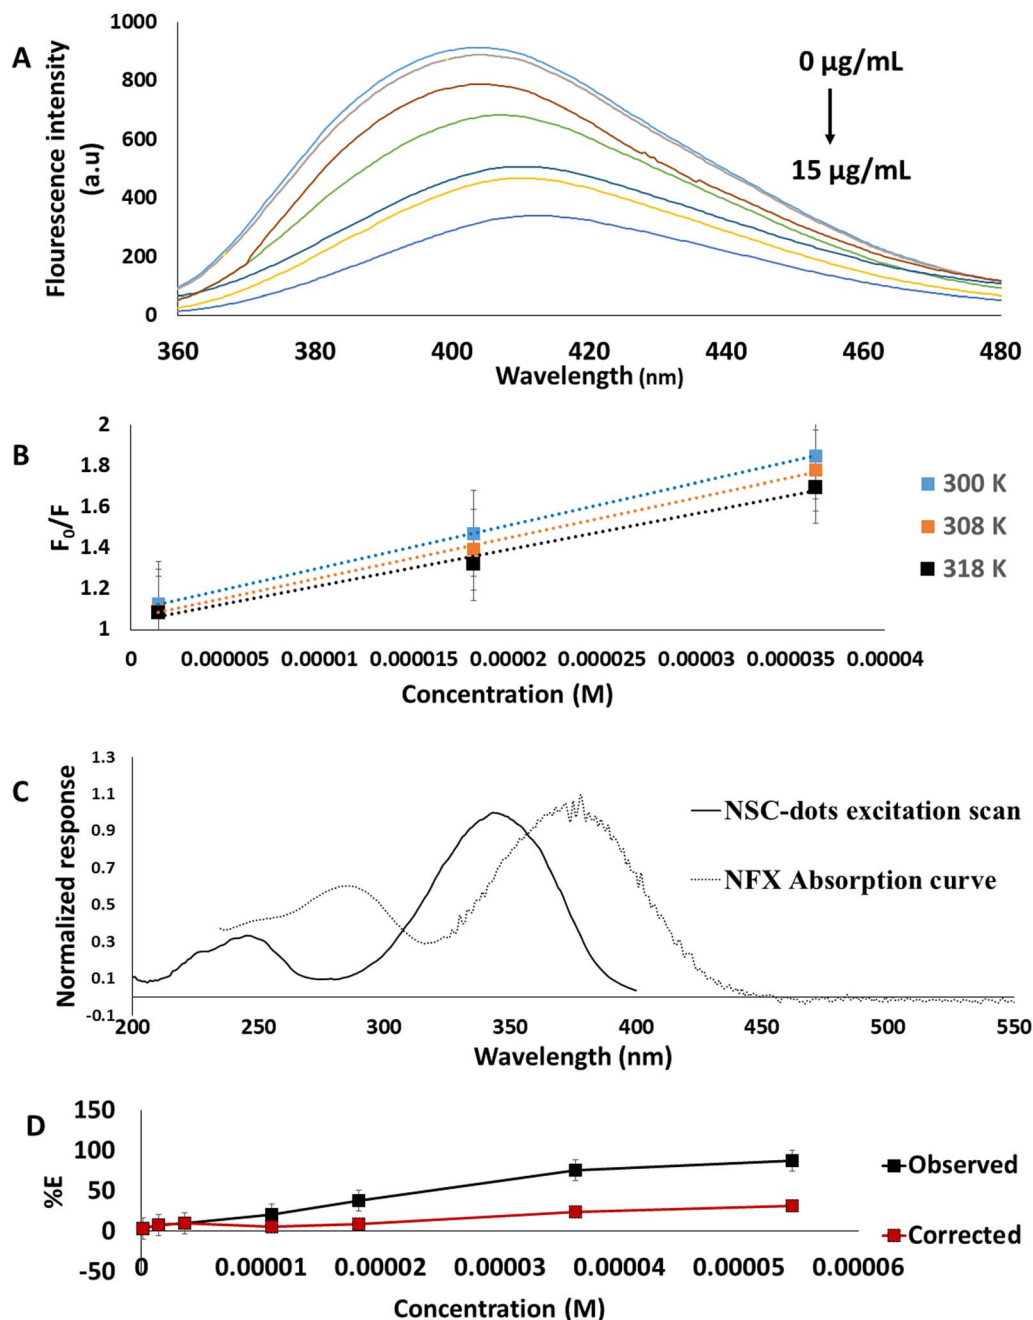 A
Flourescence intensity
(a.u)
1000
800
600
400
200
0
0 µg/mL
15 µg/mL
360 380 400 420 440 460 480
Wavelength (nm)
B
F0/F
2
1.8
1.6
1.4
1.2
1
300 K
308 K
318 K
0 0.000005 0.00001 0.000015 0.00002 0.000025 0.00003 0.000035 0.00004
Concentration (M)
C
Normalized response
1.3
1.1
0.9
0.7
0.5
0.3
0.1
-0.1
NSC-dots excitation scan
NFX Absorption curve
200 250 300 350 400 450 500 550
Wavelength (nm)
D
%E
150
100
50
0
-50
Observed
Corrected
0 0.00001 0.00002 0.00003 0.00004 0.00005 0.00006
Concentration (M)